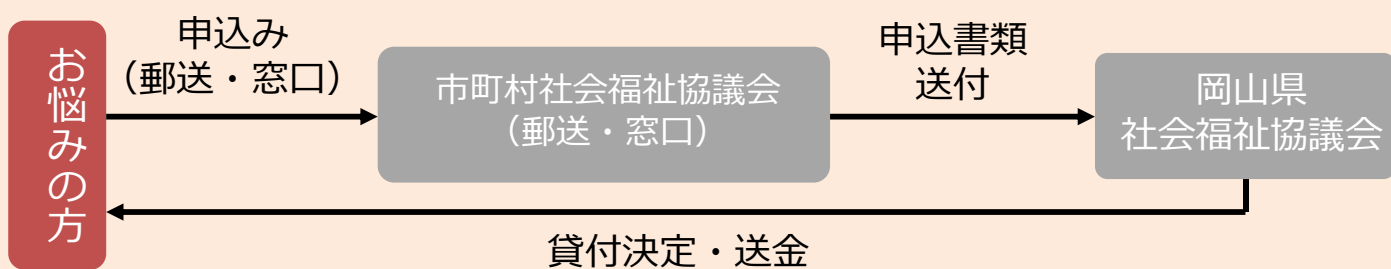 お悩みの方
申込み
（郵送・窓口）
市町村社会福祉協議会
（郵送・窓口）
申込書類
送付
岡山県
社会福祉協議会
貸付決定・送金